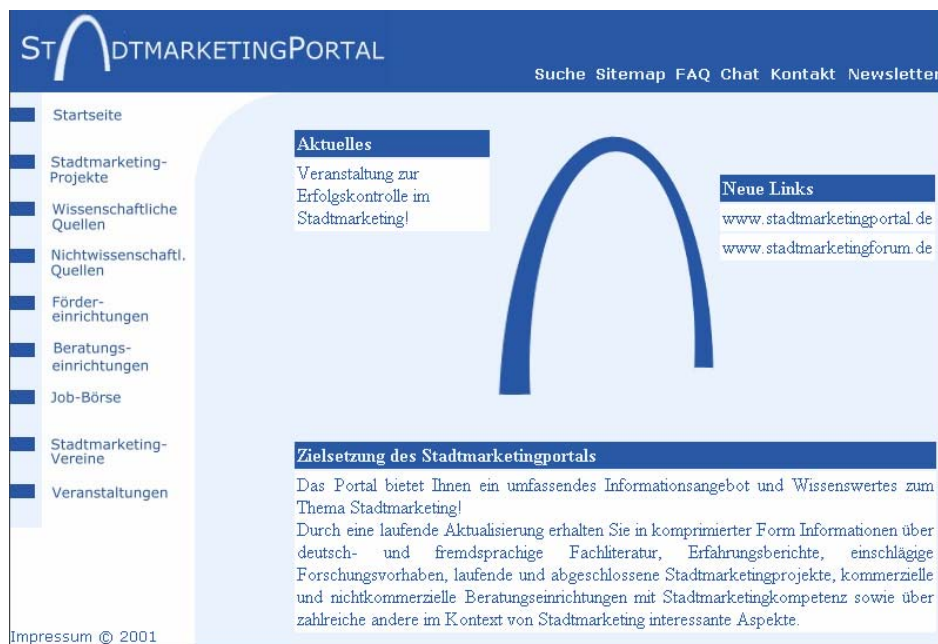 STADTMARKETINGPORTAL
Suche Sitemap FAQ Chat Kontakt Newsletter
Startseite
Stadtmarketing-
Projekte
Wissenschaftliche
Quellen
Nichtwissenschaftl.
Quellen
Förder-
einrichtungen
Beratungs-
einrichtungen
Job-Börse
Stadtmarketing-
Vereine
Veranstaltungen
Aktuelles
Veranstaltung zur
Erfolgskontrolle im
Stadtmarketing!
Neue Links
www.stadtmarketingportal.de
www.stadtmarketingforum.de
Zielsetzung des Stadtmarketingportals
Das Portal bietet Ihnen ein umfassendes Informationsangebot und Wissenswertes zum
Thema Stadtmarketing!
Durch eine laufende Aktualisierung erhalten Sie in komprimierter Form Informationen über
deutsch- und fremdsprachige Fachliteratur, Erfahrungsberichte, einschlägige
Forschungsvorhaben, laufende und abgeschlossene Stadtmarketingprojekte, kommerzielle
und nichtkommerzielle Beratungseinrichtungen mit Stadtmarketingkompetenz sowie über
zahlreiche andere im Kontext von Stadtmarketing interessante Aspekte.
Impressum © 2001